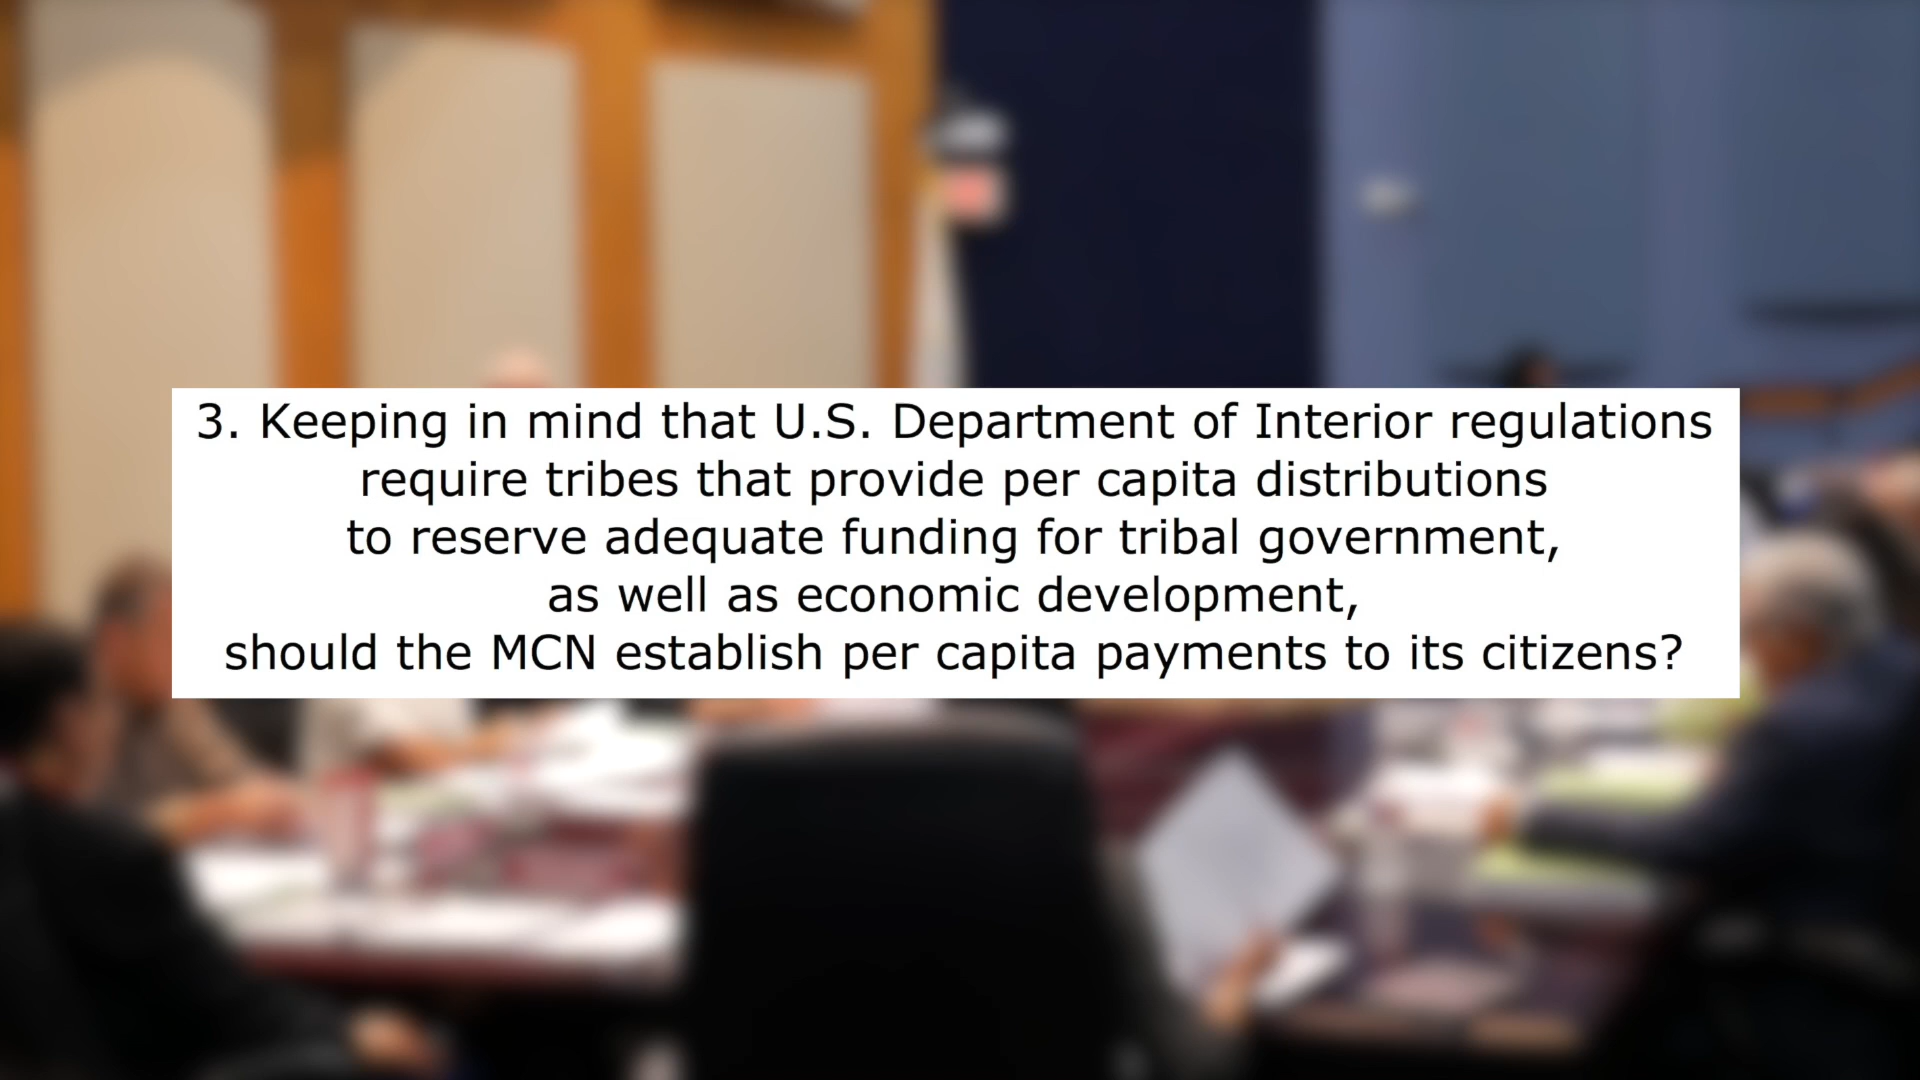 3. Keeping in mind that U.S. Department of Interior regulations
require tribes that provide per capita distributions
to reserve adequate funding for tribal government,
as well as economic development,
should the MCN establish per capita payments to its citizens?